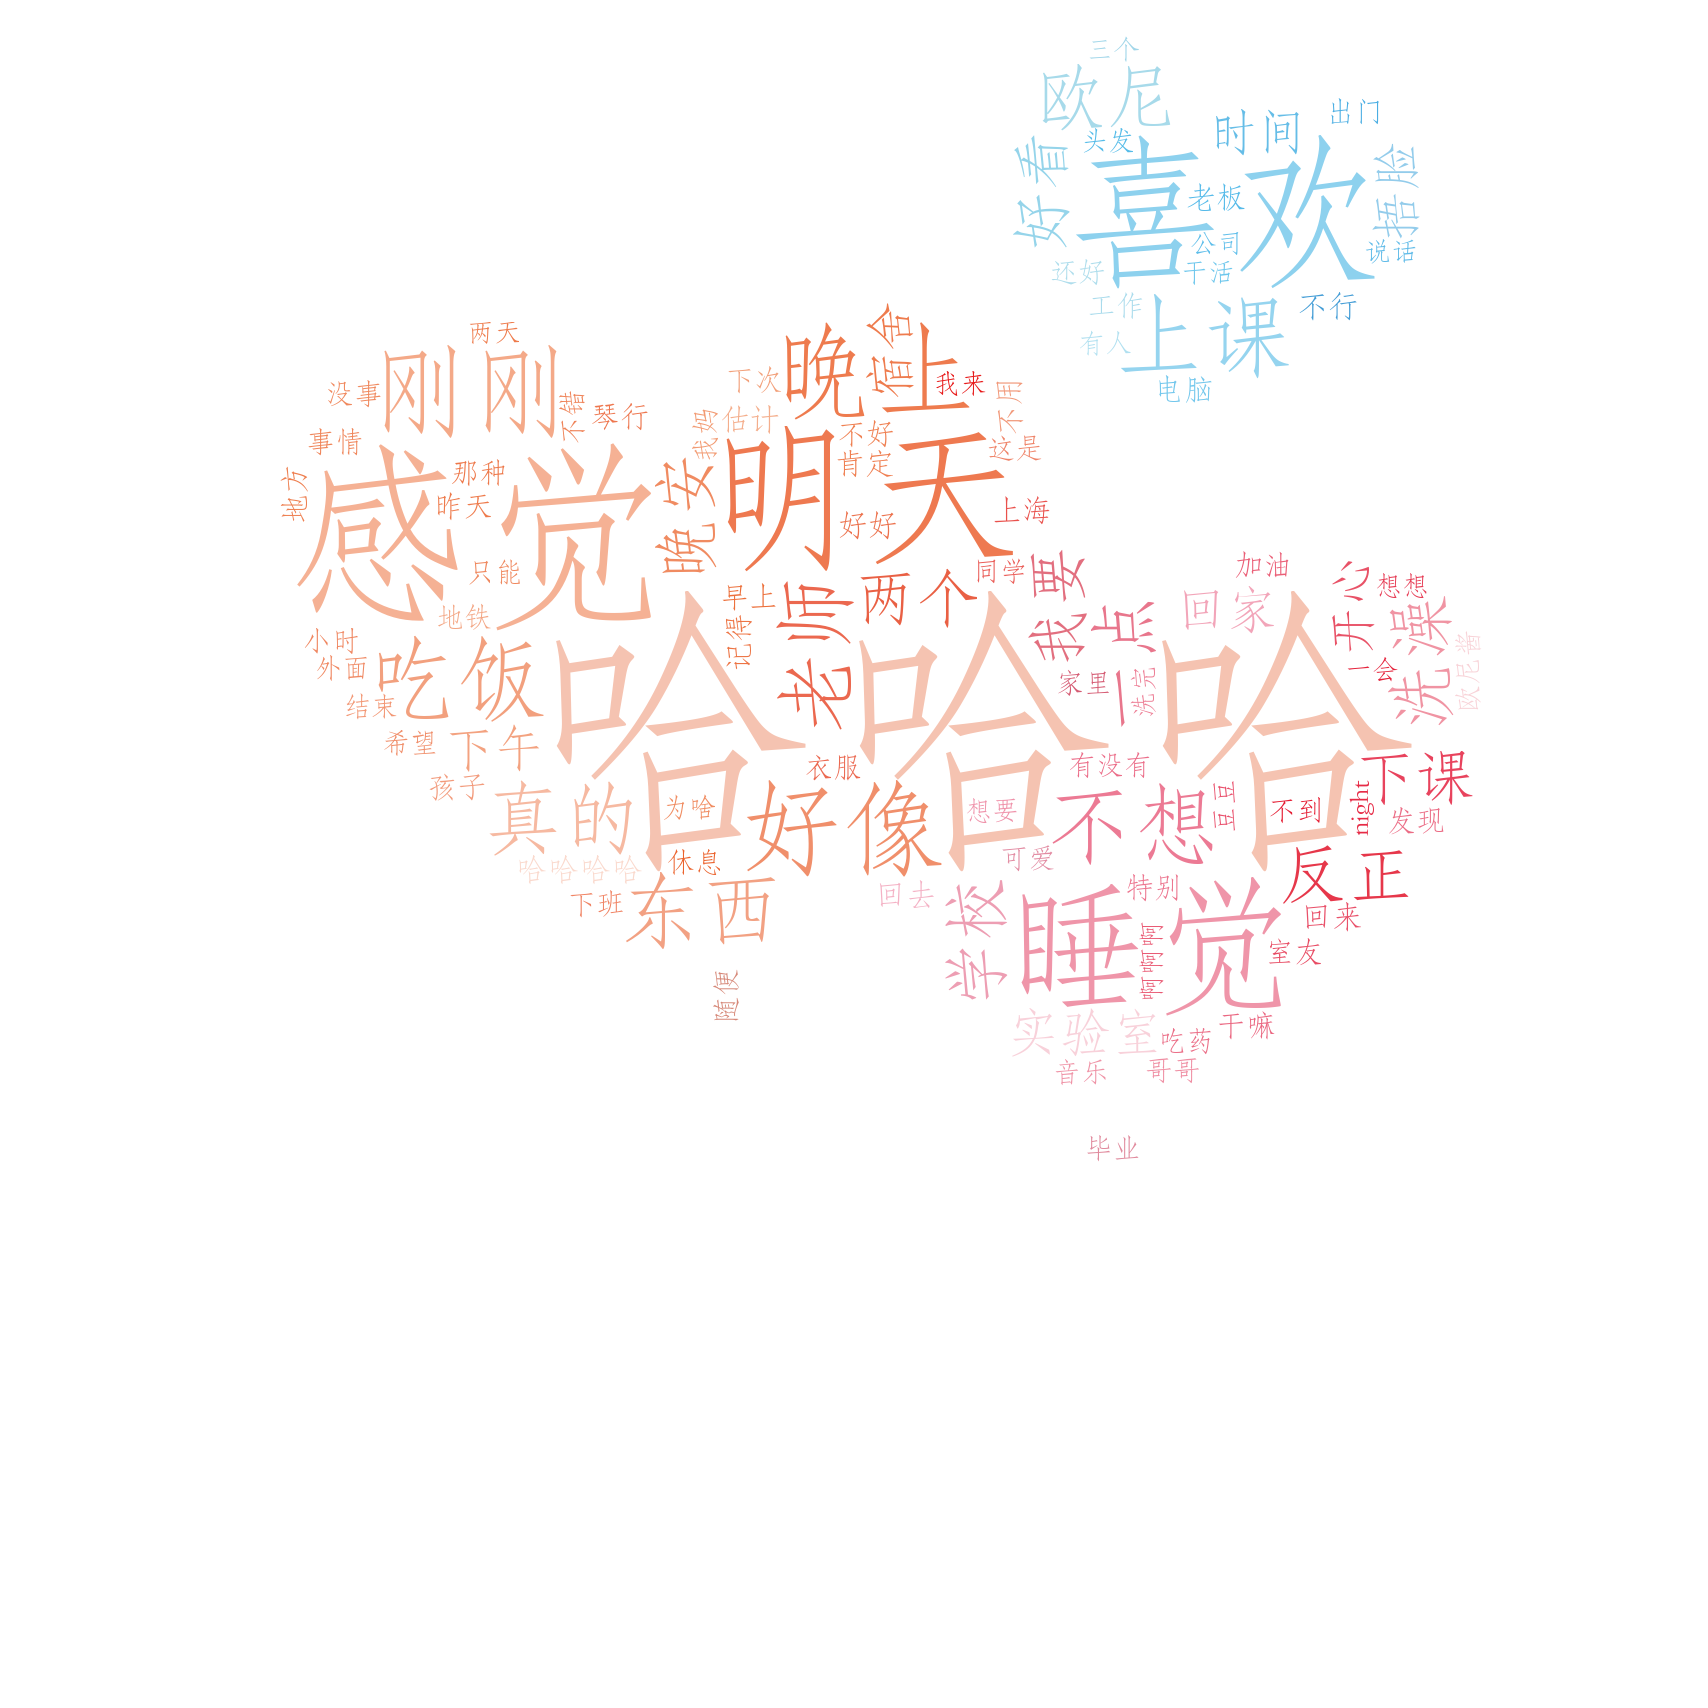 三个
欧尼
头发
时间
出门
好看
喜欢
老板
捂脸
公司
说话
还好
干活
工作
上课
不行
有人
电脑
两天
刚刚
没事
不错
琴行
事情
感觉
那种
地方
昨天
只能
地铁
小时
外面
吃饭
结束
希望
下午
孩子
真的
哈哈哈哈
下班
东西
休息
为啥
随便
晚上
宿舍
下次
我来
估计
我妈
不用
不好
这是
明天
肯定
晚安
好好
上海
早上
记得
老师
两个
同学
哈哈哈
衣服
好像
我要
一点
回家
加油
开心
想想
洗澡
欧尼酱
一会
家里
洗完
有没有
下课
night
不想
豆豆
不到
发现
想要
可爱
反正
回去
学校
睡觉
特别
啊啊啊
回来
室友
实验室
吃药
干嘛
音乐
哥哥
毕业